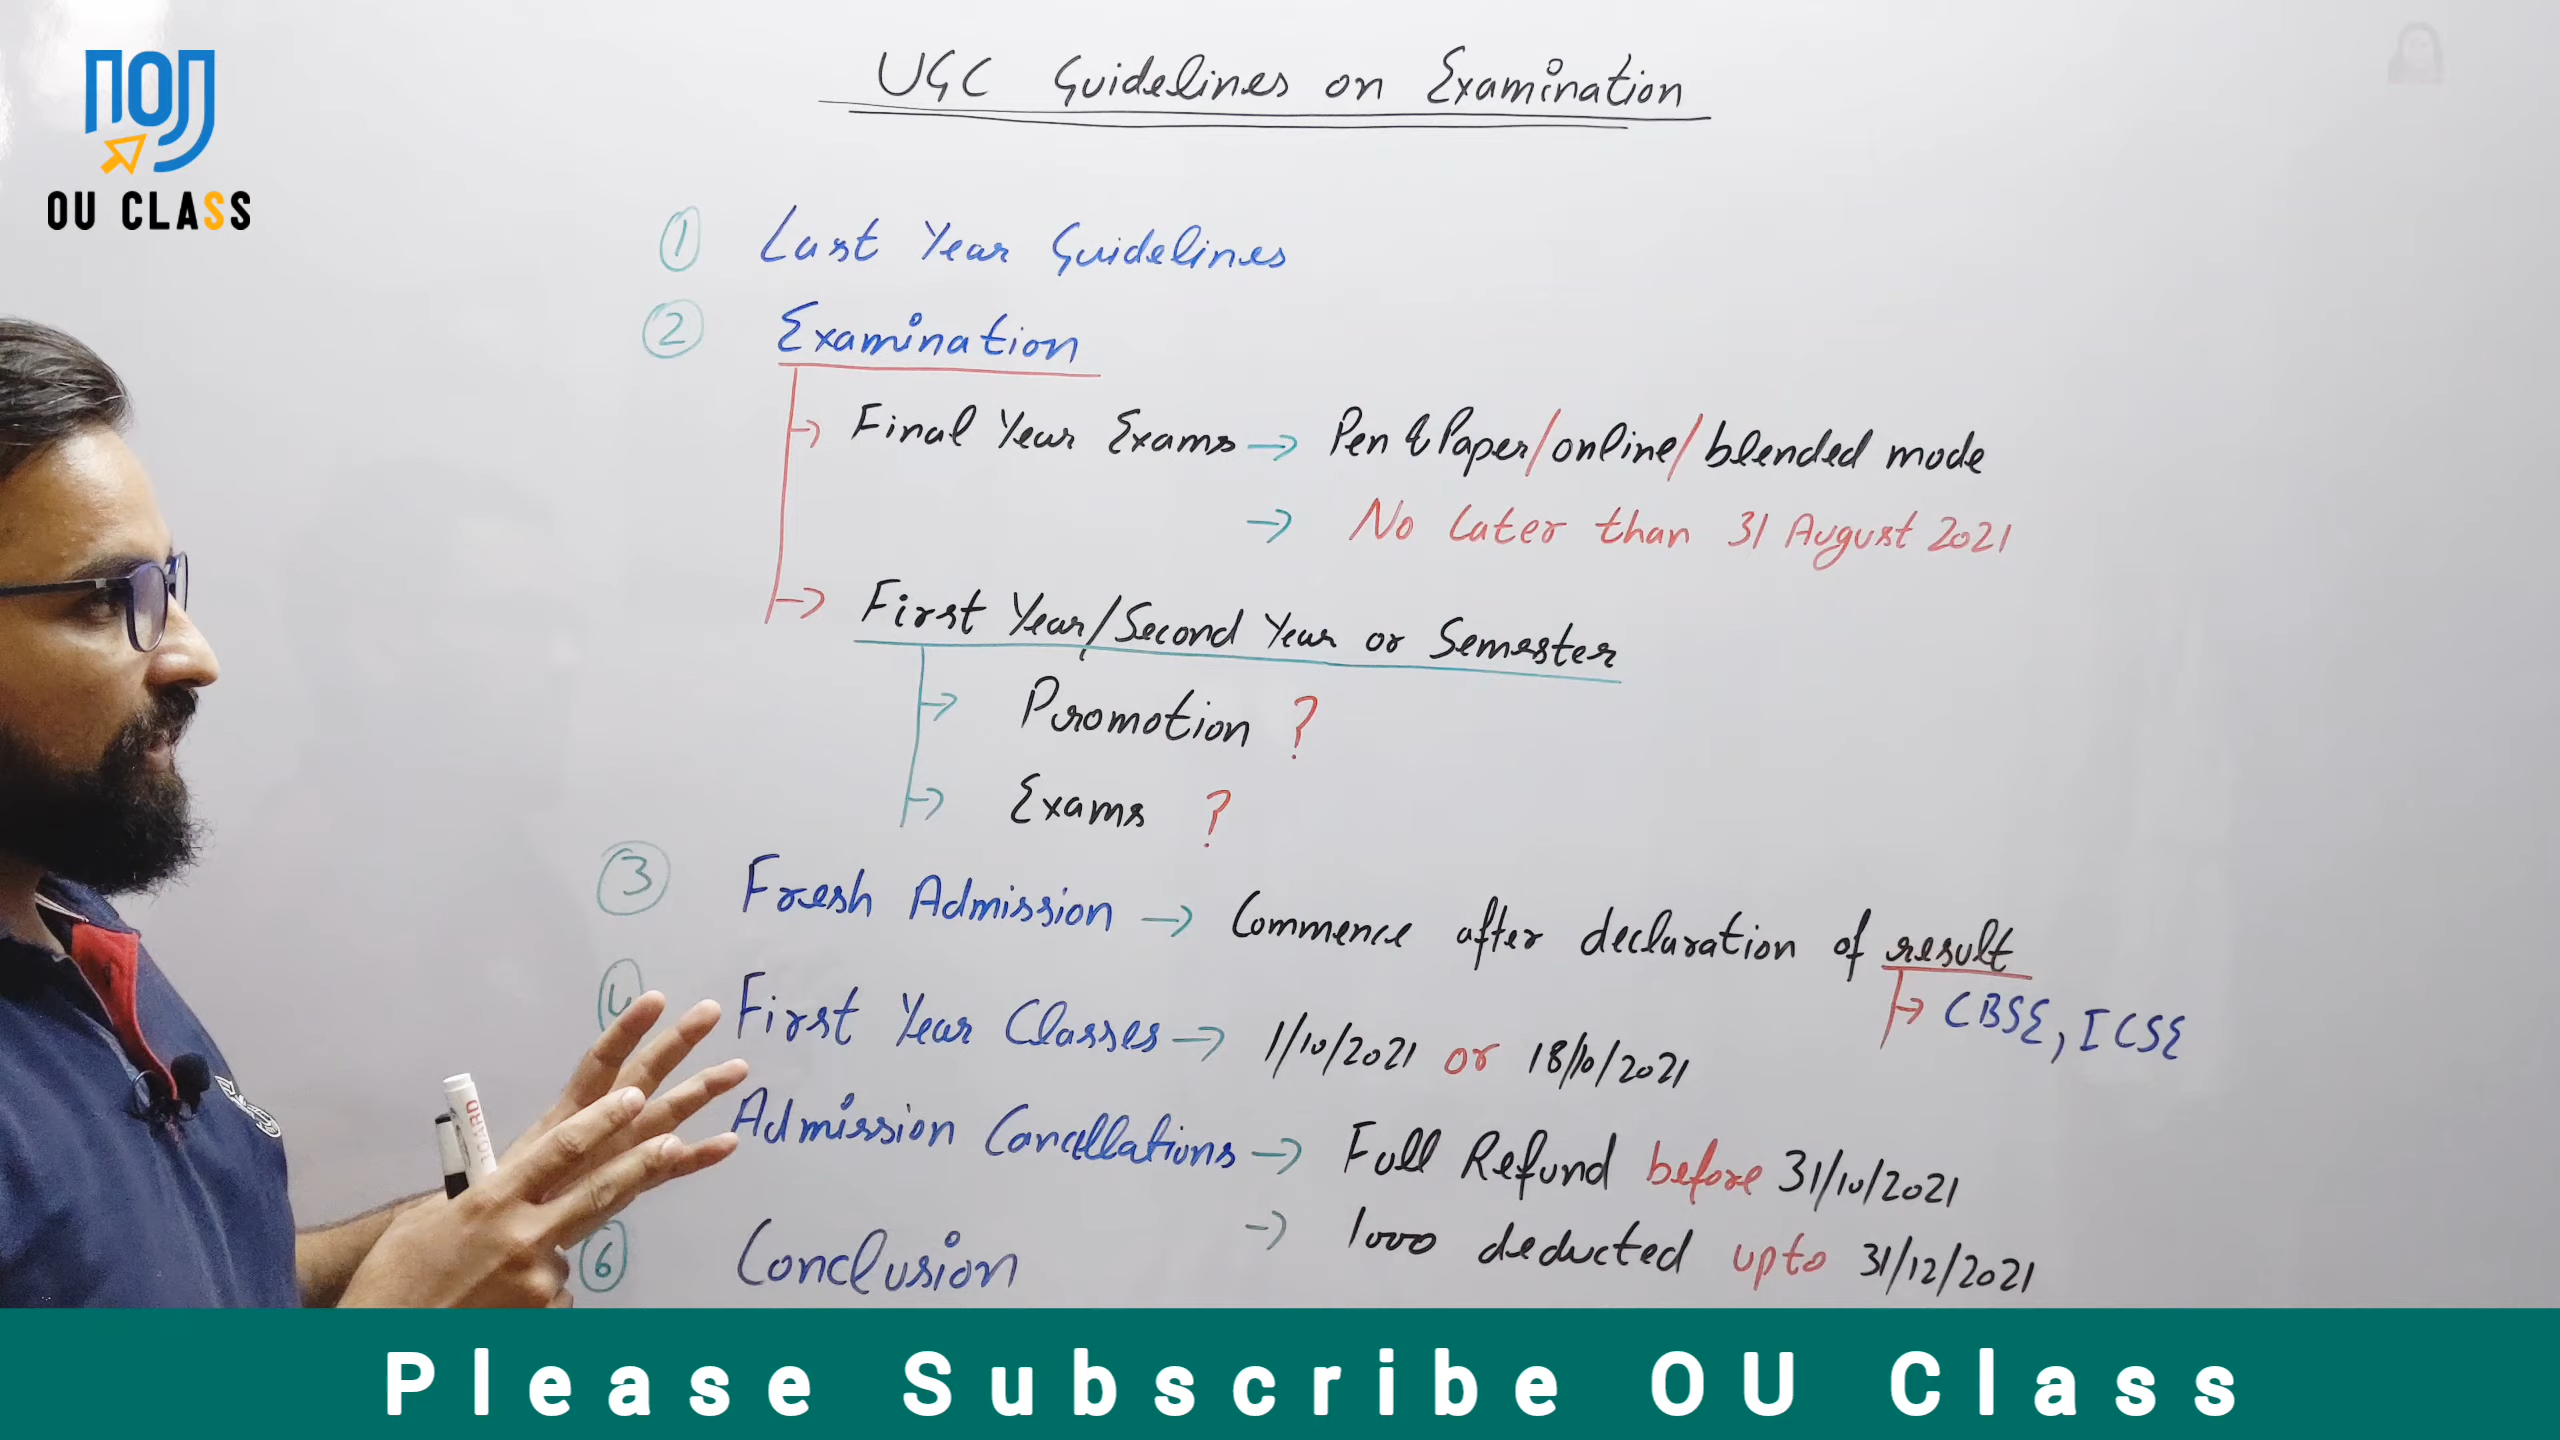 OU CLASS
UGC Guidelines on Examination
1 Last Year Guidelines
2 Examination
→ Final Year Exams → Pen & Paper/online/blended mode
→ No later than 31 August 2021
→ First Year/Second Year or Semester
→ Promotion ?
→ Exams ?
3 Fresh Admission → Commence after declaration of result
→ CBSE, ICSE
4 First Year Classes → 1/10/2021 or 18/10/2021
Admission Cancellations → Full Refund before 31/10/2021
→ 1000 deducted upto 31/12/2021
6 Conclusion
Please Subscribe OU Class